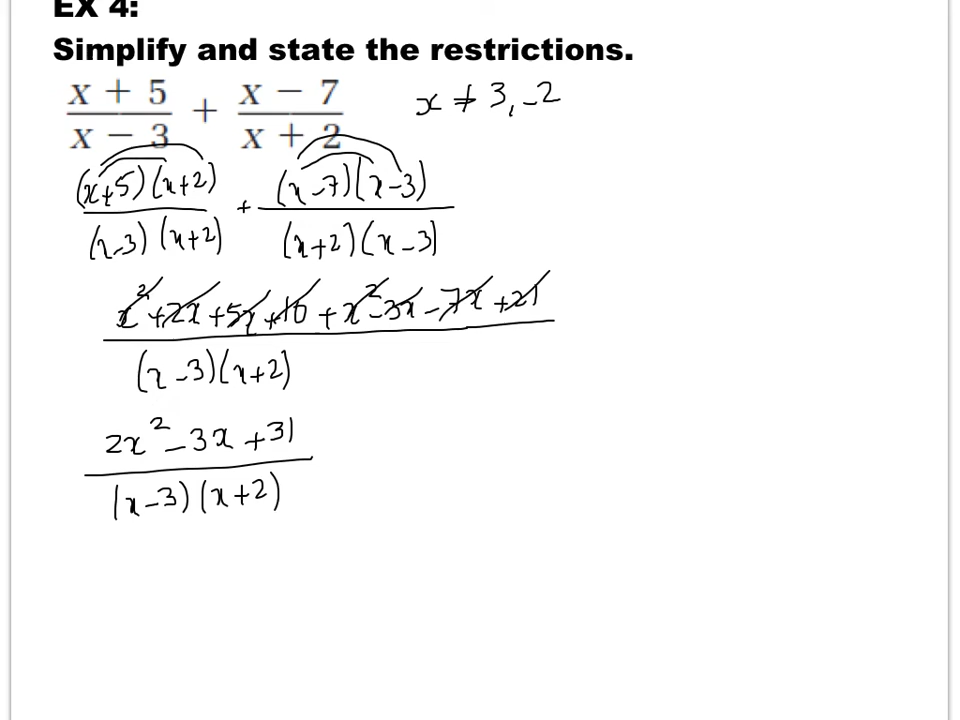 EX 4:
Simplify and state the restrictions.
x + 5 / x − 3 + x − 7 / x + 2   x ≠ 3, -2
(x+5)(x+2) / (x-3)(x+2) + (x-7)(x-3) / (x+2)(x-3)
x² +2x +5x +10 + x² -3x -7x +21
(x-3)(x+2)
2x² -3x +31
(x-3)(x+2)